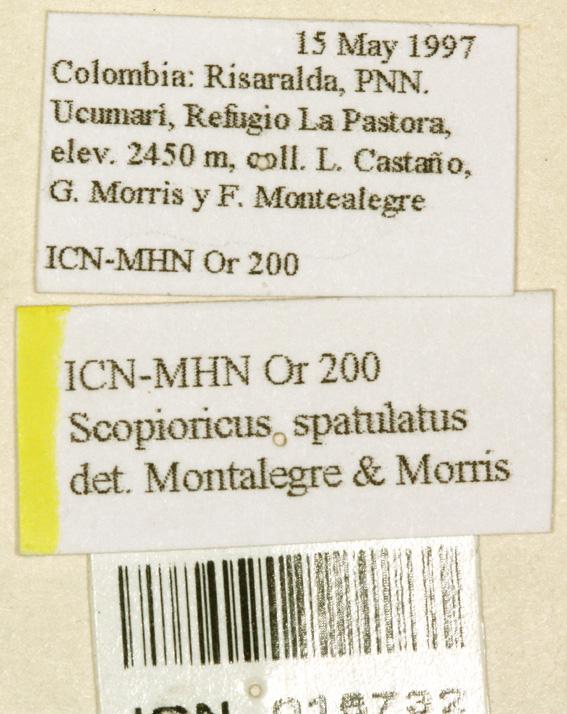 15 May 1997
Colombia: Risaralda, PNN.
Ucumarí, Refugio La Pastora,
elev. 2450 m, coll. L. Castaño,
G. Morris y F. Montealegre
ICN-MHN Or 200
ICN-MHN Or 200
Scopioricus spatulatus
det. Montalegre & Morris
ICN